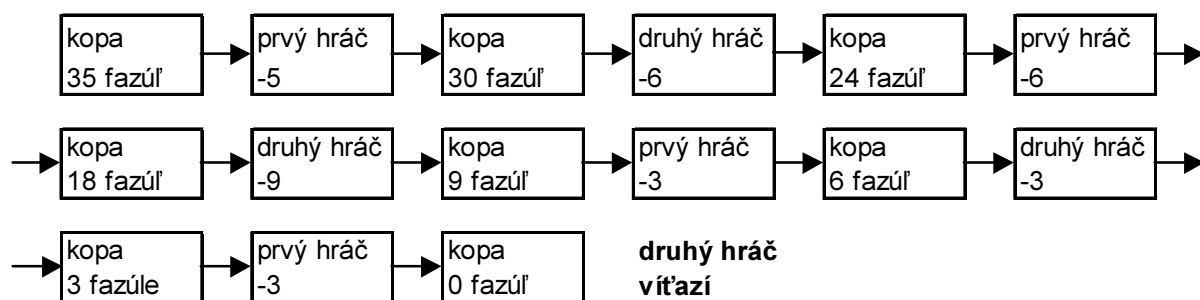 kopa
35 fazúľ
prvý hráč
-5
kopa
30 fazúľ
druhý hráč
-6
kopa
24 fazúľ
prvý hráč
-6
kopa
18 fazúľ
druhý hráč
-9
kopa
9 fazúľ
prvý hráč
-3
kopa
6 fazúľ
druhý hráč
-3
kopa
3 fazúle
prvý hráč
-3
kopa
0 fazúľ
druhý hráč
víťazí